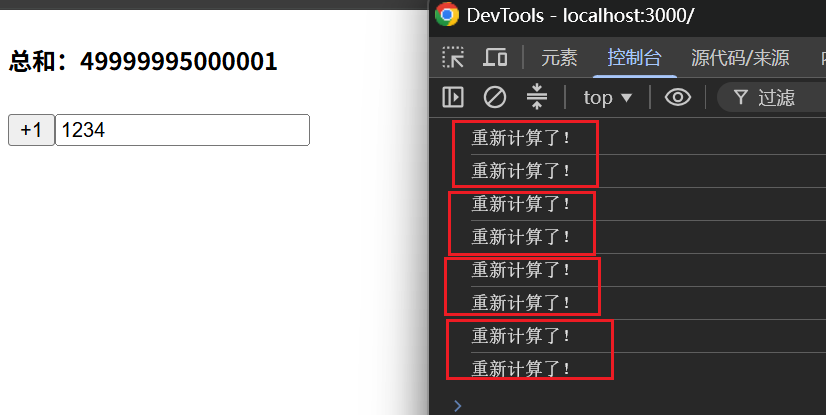 总和：49999995000001
+1 1234
DevTools - localhost:3000/
元素 控制台 源代码/来源
top ▼ 过滤
重新计算了！
重新计算了！
重新计算了！
重新计算了！
重新计算了！
重新计算了！
重新计算了！
重新计算了！